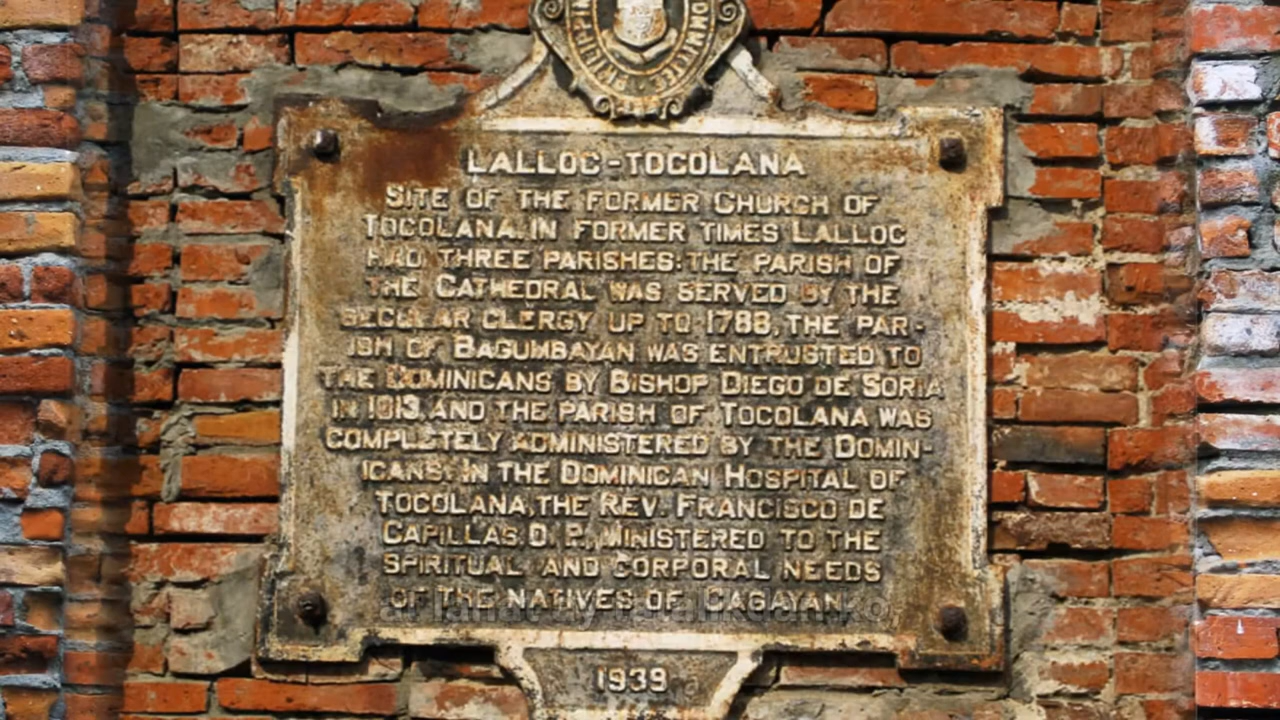 LALLOC-TOCOLANA
SITE OF THE FORMER CHURCH OF
TOCOLANA. IN FORMER TIMES LALLOC
HAD THREE PARISHES: THE PARISH OF
THE CATHEDRAL WAS SERVED BY THE
SECULAR CLERGY UP TO 1788, THE PAR-
ISH OF BAGUMBAYAN WAS ENTRUSTED TO
THE DOMINICANS BY BISHOP DIEGO DE SORIA
IN 1613, AND THE PARISH OF TOCOLANA WAS
COMPLETELY ADMINISTERED BY THE DOMIN-
ICANS. IN THE DOMINICAN HOSPITAL OF
TOCOLANA, THE REV. FRANCISCO DE
CAPILLAS, O. P., MINISTERED TO THE
SPIRITUAL AND CORPORAL NEEDS
OF THE NATIVES OF CAGAYAN.
1939